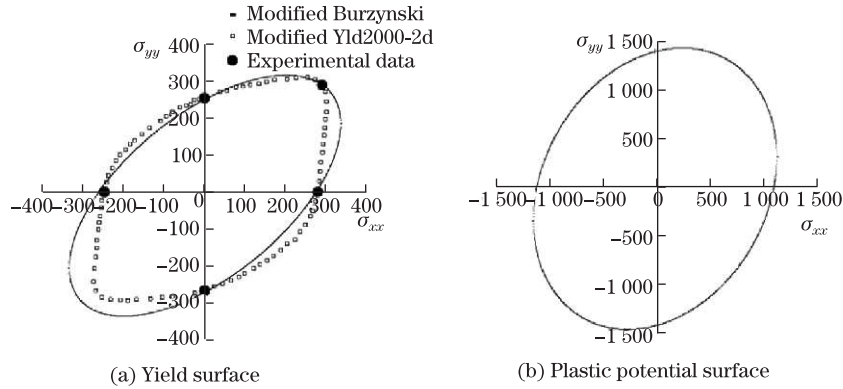 Modified Burzynski
Modified Yld2000-2d
Experimental data
σyy 400
300
200
100
0
−400 −300 −200 −100 0 100 200 300 400
σxx
−100
−200
−300
−400
(a) Yield surface
σyy 1 500
1 000
500
0
−1 500 −1 000 −500 0 500 1 000 1 500
σxx
−500
−1 000
−1 500
(b) Plastic potential surface